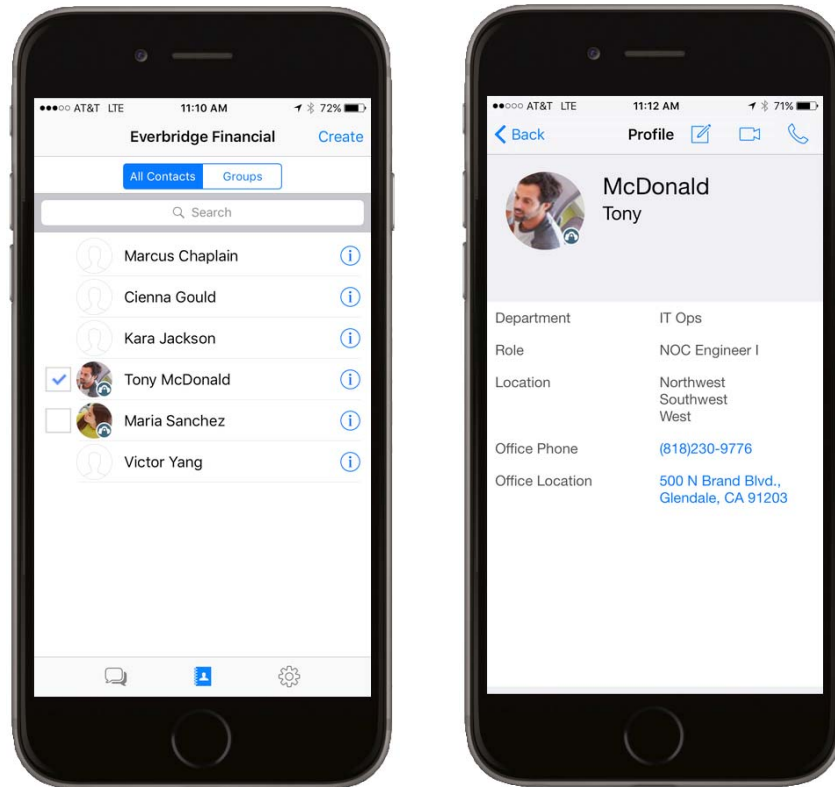 AT&T LTE 11:10 AM 72%
Everbridge Financial Create
All Contacts Groups
Search
Marcus Chaplain
Cienna Gould
Kara Jackson
Tony McDonald
Maria Sanchez
Victor Yang
AT&T LTE 11:12 AM 71%
Back Profile
McDonald
Tony
Department IT Ops
Role NOC Engineer I
Location Northwest
Southwest
West
Office Phone (818)230-9776
Office Location 500 N Brand Blvd.,
Glendale, CA 91203